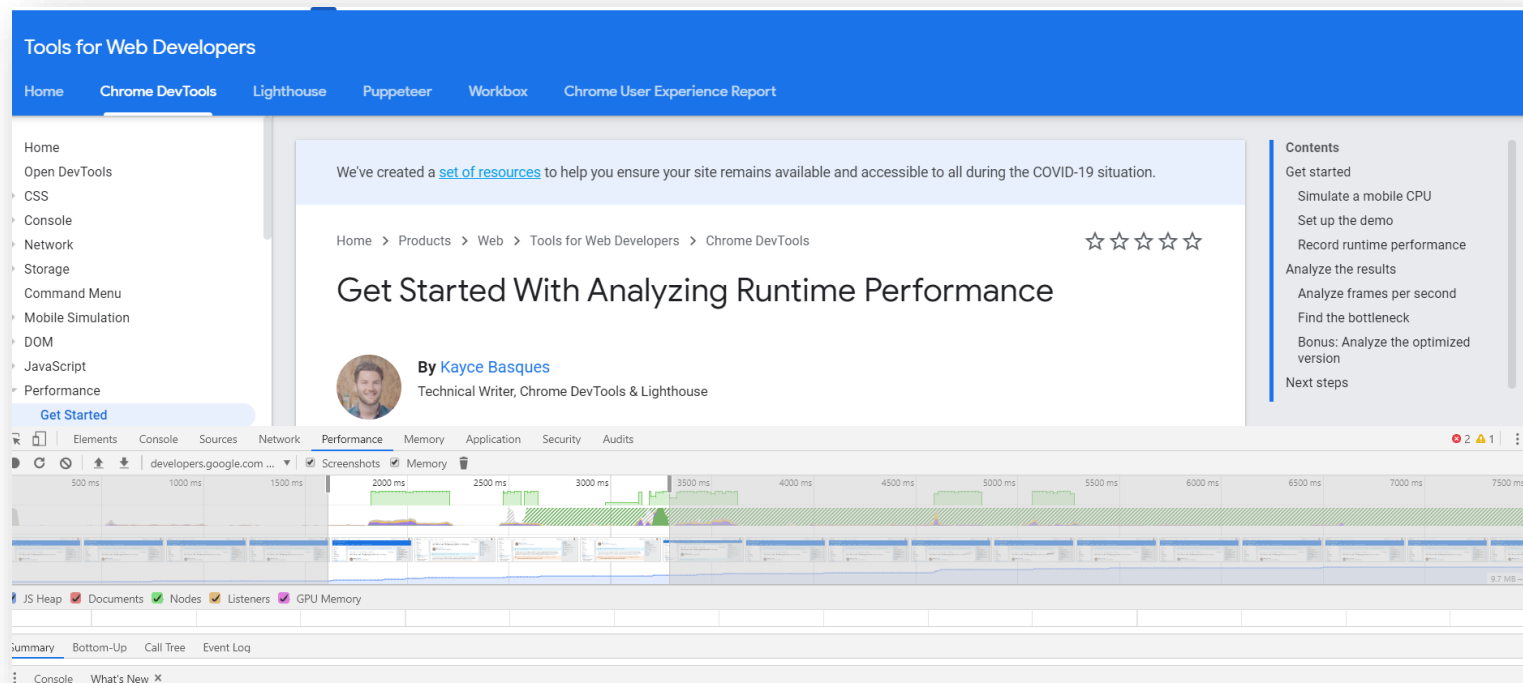 Tools for Web Developers
Home Chrome DevTools Lighthouse Puppeteer Workbox Chrome User Experience Report
Home
Open DevTools
CSS
Console
Network
Storage
Command Menu
Mobile Simulation
DOM
JavaScript
Performance
Get Started
We've created a set of resources to help you ensure your site remains available and accessible to all during the COVID-19 situation.
Home > Products > Web > Tools for Web Developers > Chrome DevTools
Get Started With Analyzing Runtime Performance
By Kayce Basques
Technical Writer, Chrome DevTools & Lighthouse
Contents
Get started
Simulate a mobile CPU
Set up the demo
Record runtime performance
Analyze the results
Analyze frames per second
Find the bottleneck
Bonus: Analyze the optimized
version
Next steps
Elements Console Sources Network Performance Memory Application Security Audits 2 1
developers.google.com ... Screenshots Memory
500 ms 1000 ms 1500 ms 2000 ms 2500 ms 3000 ms 3500 ms 4000 ms 4500 ms 5000 ms 5500 ms 6000 ms 6500 ms 7000 ms 7500 ms
9.7 MB –
JS Heap Documents Nodes Listeners GPU Memory
Summary Bottom-Up Call Tree Event Log
Console What's New ×